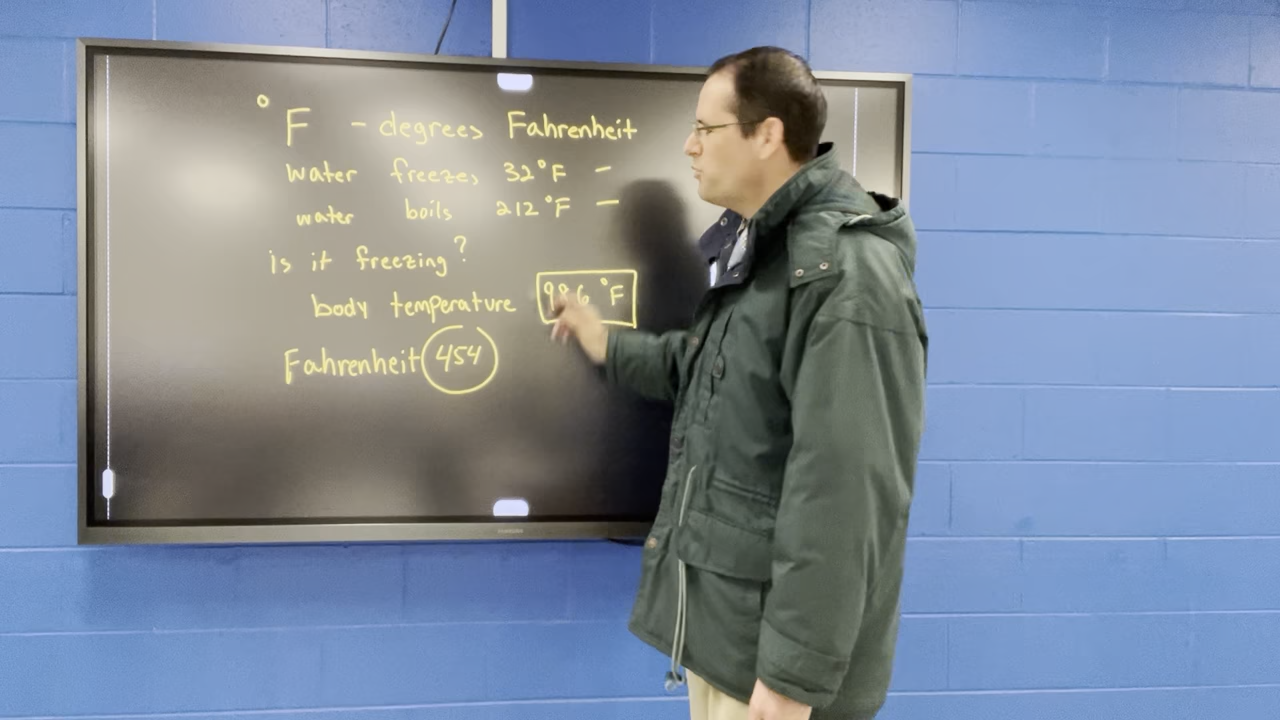 °F - degrees Fahrenheit
water freezes 32°F -
water boils 212°F -
is it freezing?
body temperature 98.6 °F
Fahrenheit 454